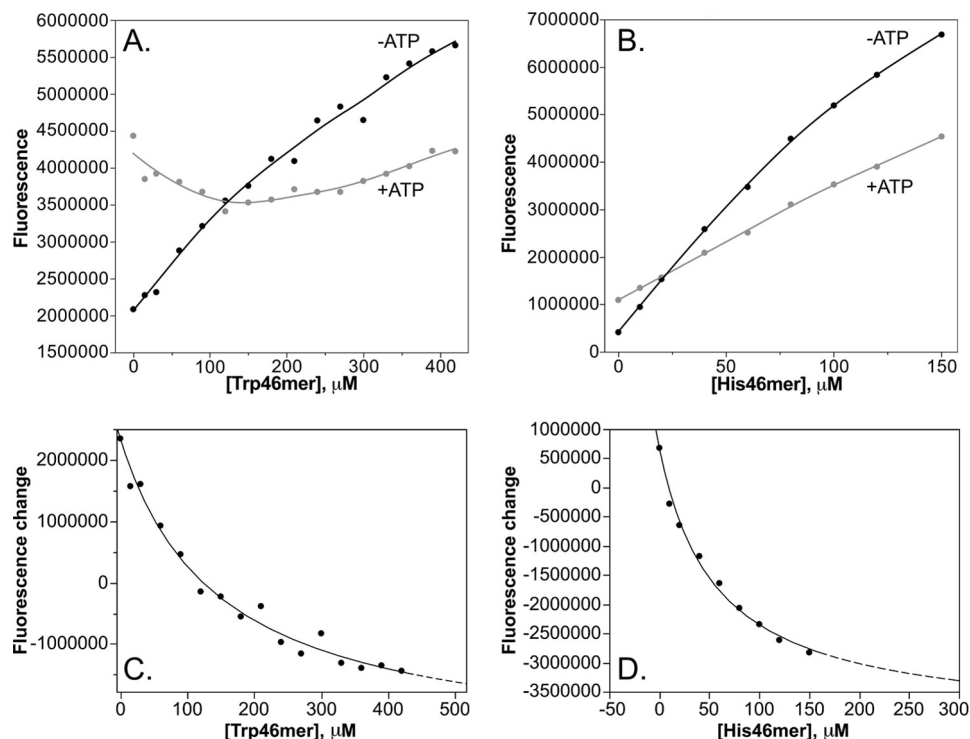 A.
-ATP
+ATP
6000000
5500000
5000000
4500000
4000000
3500000
3000000
2500000
2000000
1500000
Fluorescence
0 100 200 300 400
[Trp46mer], μM
B.
-ATP
+ATP
7000000
6000000
5000000
4000000
3000000
2000000
1000000
0
Fluorescence
0 50 100 150
[His46mer], μM
C.
2000000
1000000
0
-1000000
Fluorescence change
0 100 200 300 400 500
[Trp46mer], μM
D.
1000000
500000
0
-500000
-1000000
-1500000
-2000000
-2500000
-3000000
-3500000
Fluorescence change
-50 0 50 100 150 200 250 300
[His46mer], μM